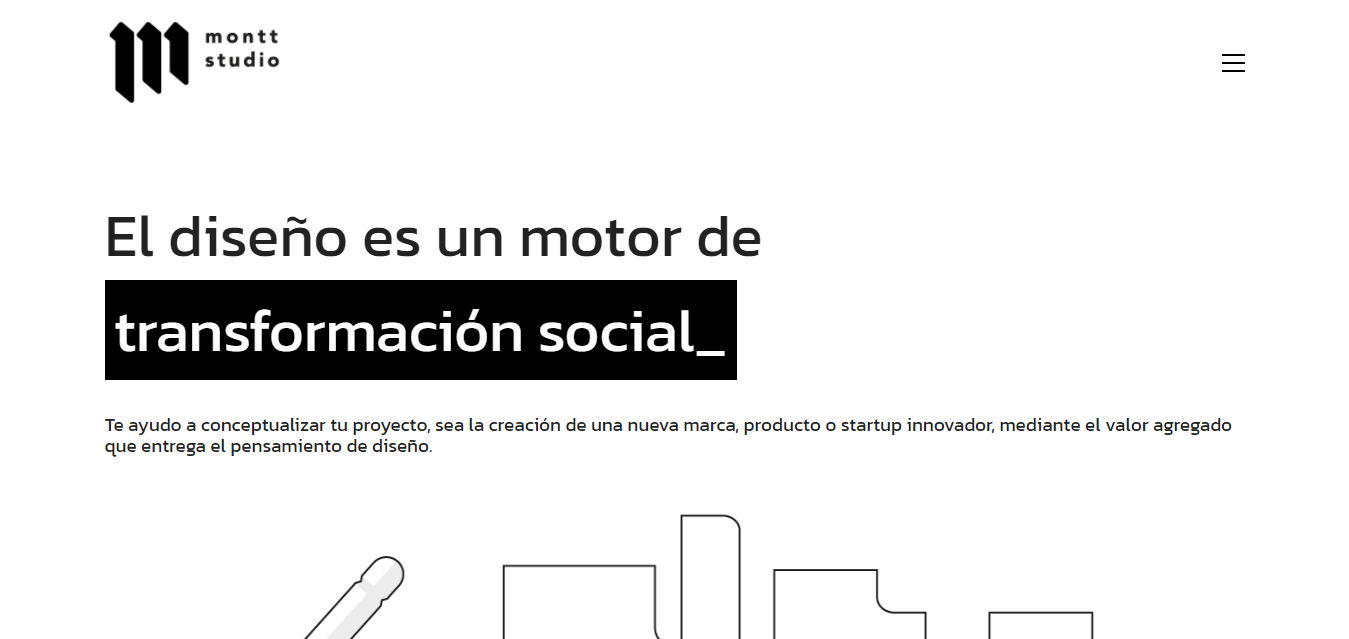 montt
studio
El diseño es un motor de
transformación social_
Te ayudo a conceptualizar tu proyecto, sea la creación de una nueva marca, producto o startup innovador, mediante el valor agregado
que entrega el pensamiento de diseño.